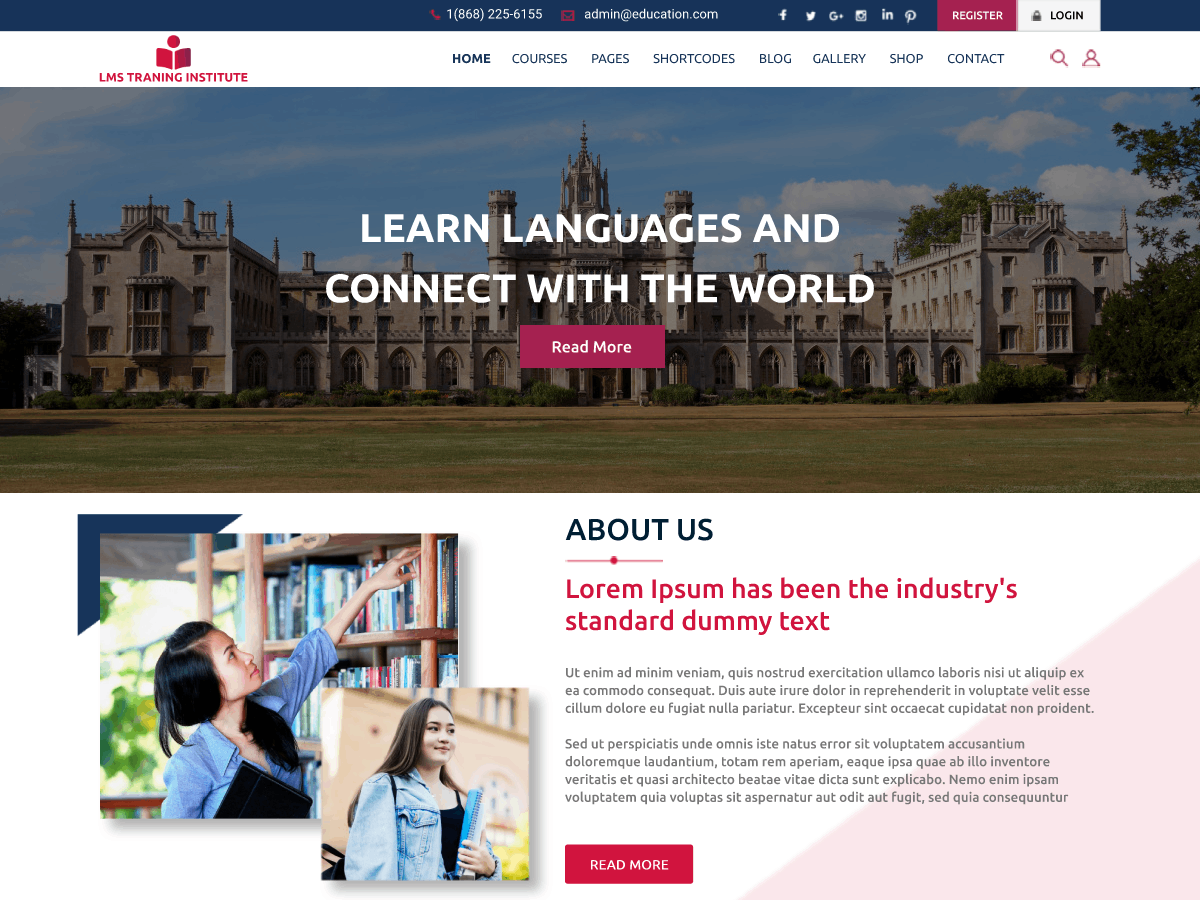 1(868) 225-6155 admin@education.com REGISTER LOGIN
LMS TRANING INSTITUTE
HOME COURSES PAGES SHORTCODES BLOG GALLERY SHOP CONTACT
LEARN LANGUAGES AND
CONNECT WITH THE WORLD
Read More
ABOUT US
Lorem Ipsum has been the industry's
standard dummy text
Ut enim ad minim veniam, quis nostrud exercitation ullamco laboris nisi ut aliquip ex
ea commodo consequat. Duis aute irure dolor in reprehenderit in voluptate velit esse
cillum dolore eu fugiat nulla pariatur. Excepteur sint occaecat cupidatat non proident.
Sed ut perspiciatis unde omnis iste natus error sit voluptatem accusantium
doloremque laudantium, totam rem aperiam, eaque ipsa quae ab illo inventore
veritatis et quasi architecto beatae vitae dicta sunt explicabo. Nemo enim ipsam
voluptatem quia voluptas sit aspernatur aut odit aut fugit, sed quia consequuntur
READ MORE